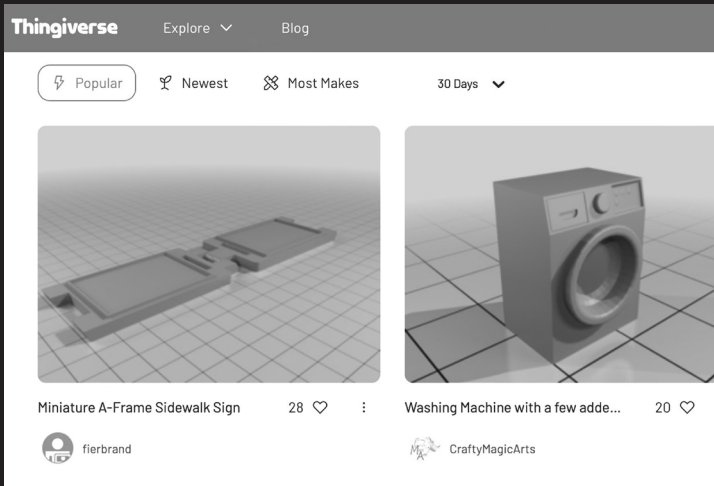 Thingiverse Explore Blog
Popular Newest Most Makes 30 Days
Miniature A-Frame Sidewalk Sign 28
Washing Machine with a few adde... 20
fierbrand
CraftyMagicArts